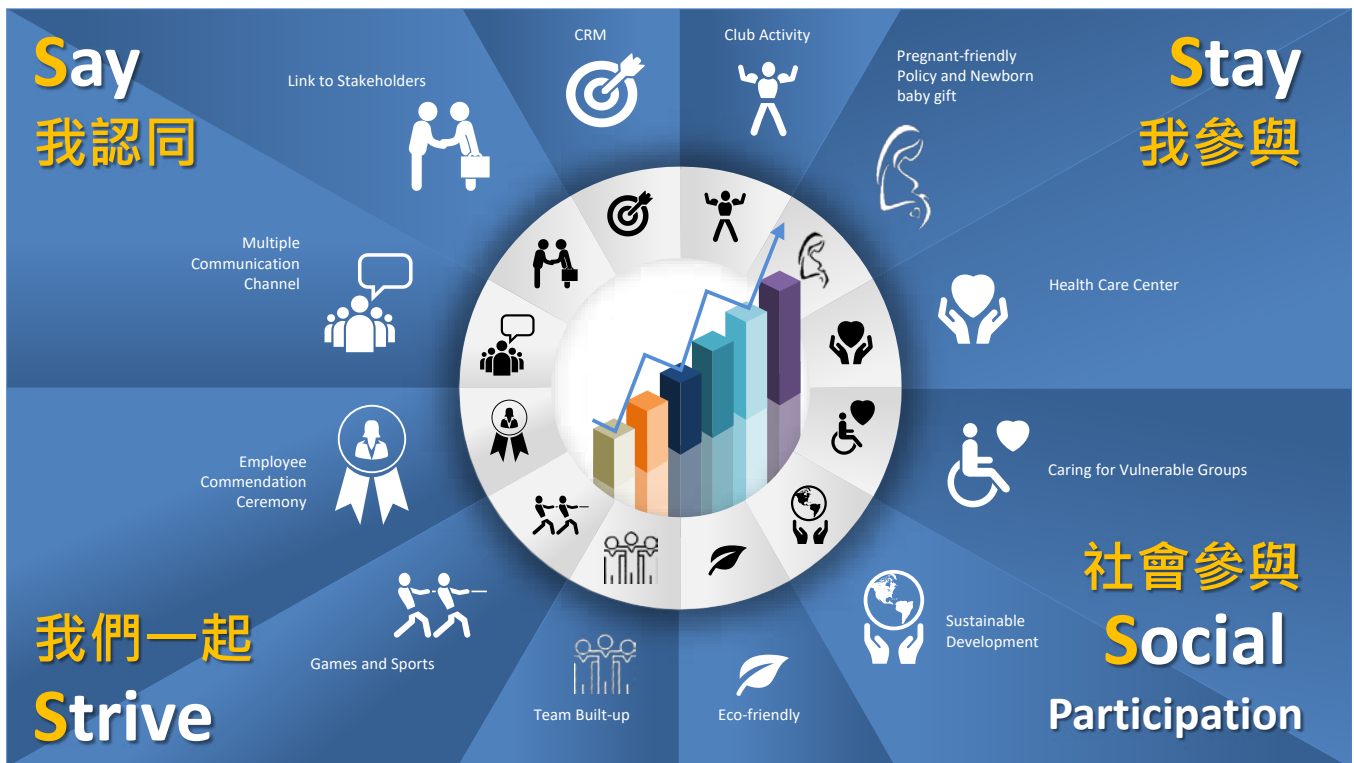 Say
我認同
Link to Stakeholders
CRM
Club Activity
Pregnant-friendly
Policy and Newborn
baby gift
Stay
我參與
Multiple
Communication
Channel
Health Care Center
Employee
Commendation
Ceremony
Caring for Vulnerable Groups
我們一起
Strive
Games and Sports
Team Built-up
Eco-friendly
Sustainable
Development
社會參與
Social
Participation